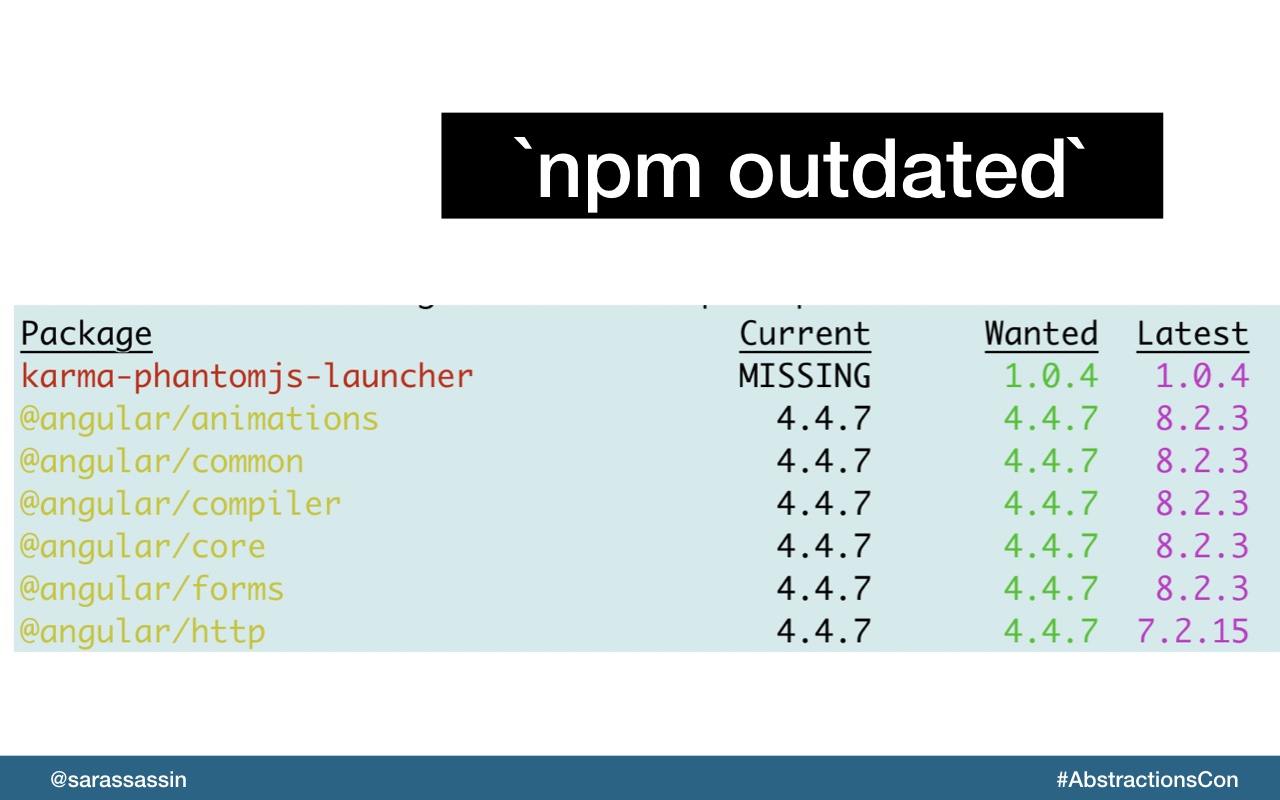 `npm outdated`
Package Current Wanted Latest
karma-phantomjs-launcher MISSING 1.0.4 1.0.4
@angular/animations 4.4.7 4.4.7 8.2.3
@angular/common 4.4.7 4.4.7 8.2.3
@angular/compiler 4.4.7 4.4.7 8.2.3
@angular/core 4.4.7 4.4.7 8.2.3
@angular/forms 4.4.7 4.4.7 8.2.3
@angular/http 4.4.7 4.4.7 7.2.15
@sarassassin #AbstractionsCon